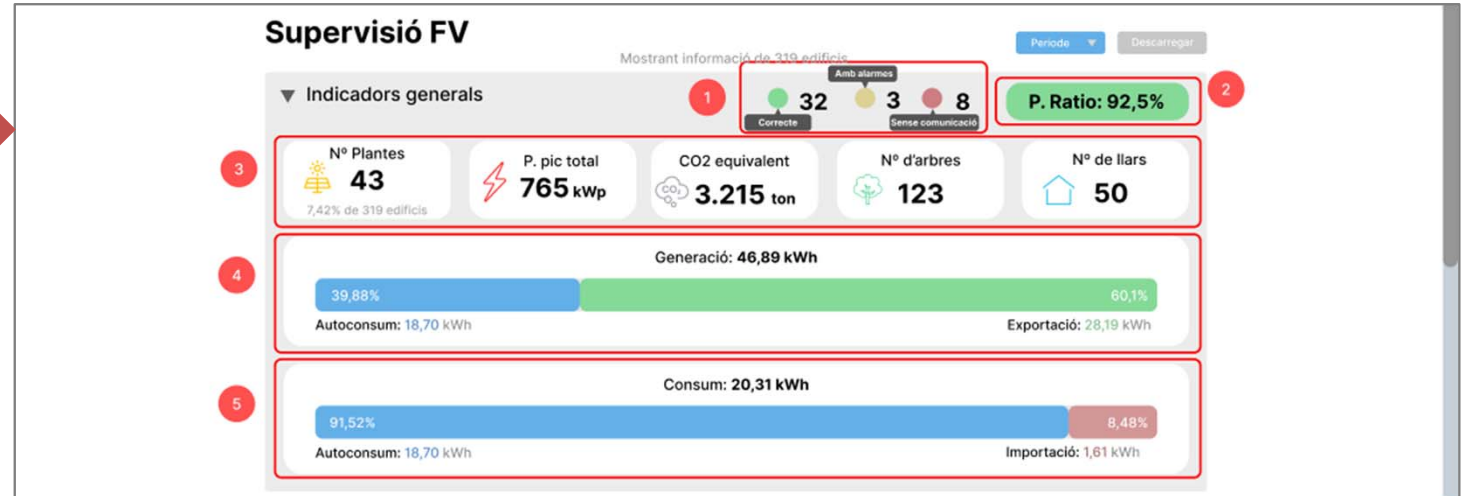 Supervisió FV
Periode
Descarregar
Mostrant informació de 319 edificis
Indicadors generals
1
32
Correcte
Amb alarmes
3
8
Sense comunicació
P. Ratio: 92,5%
2
3
Nº Plantes
43
7,42% de 319 edificis
P. pic total
765 kWp
CO2 equivalent
CO₂
3.215 ton
Nº d'arbres
123
Nº de llars
50
4
Generació: 46,89 kWh
39,88% 60,1%
Autoconsum: 18,70 kWh Exportació: 28,19 kWh
5
Consum: 20,31 kWh
91,52% 8,48%
Autoconsum: 18,70 kWh Importació: 1,61 kWh